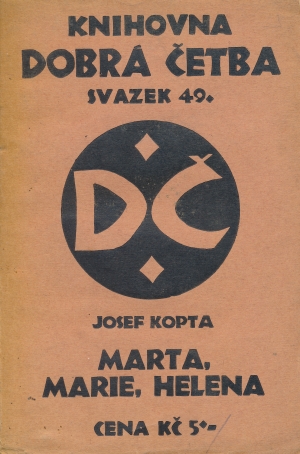 KNIHOVNA
DOBRÁ ČETBA
SVAZEK 49.
DČ
JOSEF KOPTA
MARTA,
MARIE, HELENA
CENA KČ 5·-